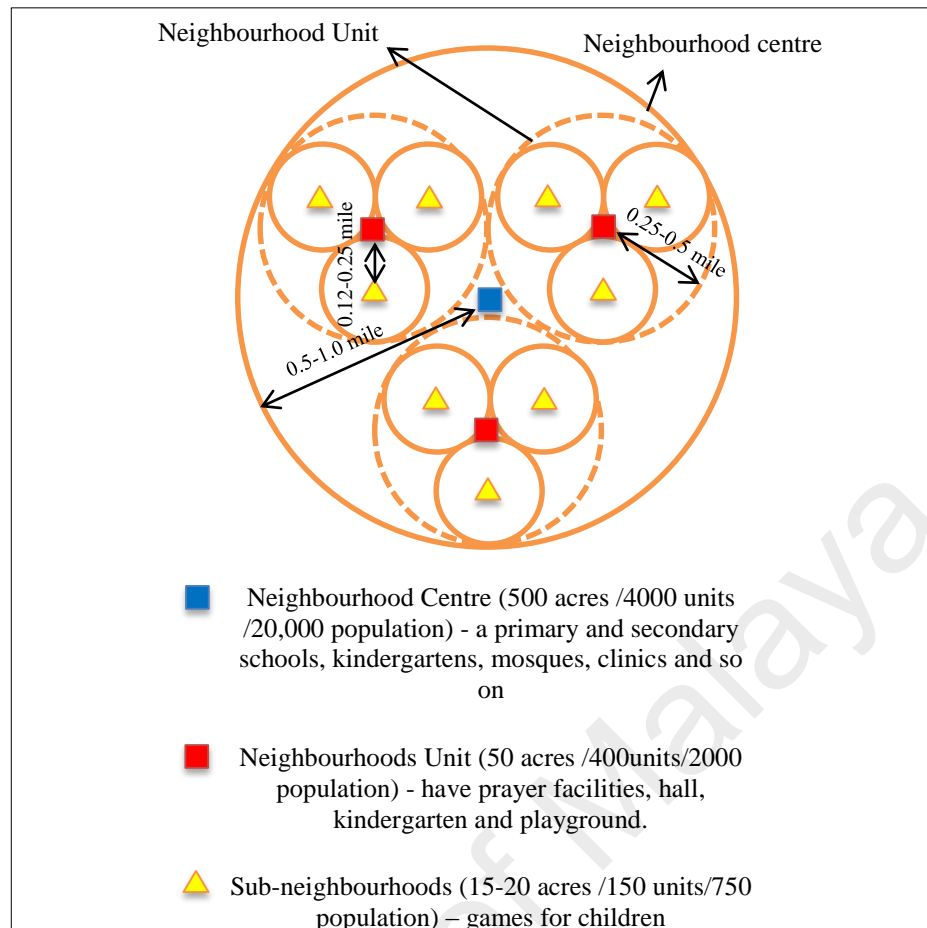 Neighbourhood Unit
Neighbourhood centre
0.12-0.25 mile
0.25-0.5 mile
0.5-1.0 mile
Neighbourhood Centre (500 acres /4000 units
/20,000 population) - a primary and secondary
schools, kindergartens, mosques, clinics and so
on
Neighbourhoods Unit (50 acres /400units/2000
population) - have prayer facilities, hall,
kindergarten and playground.
Sub-neighbourhoods (15-20 acres /150 units/750
population) – games for children
of Malaya